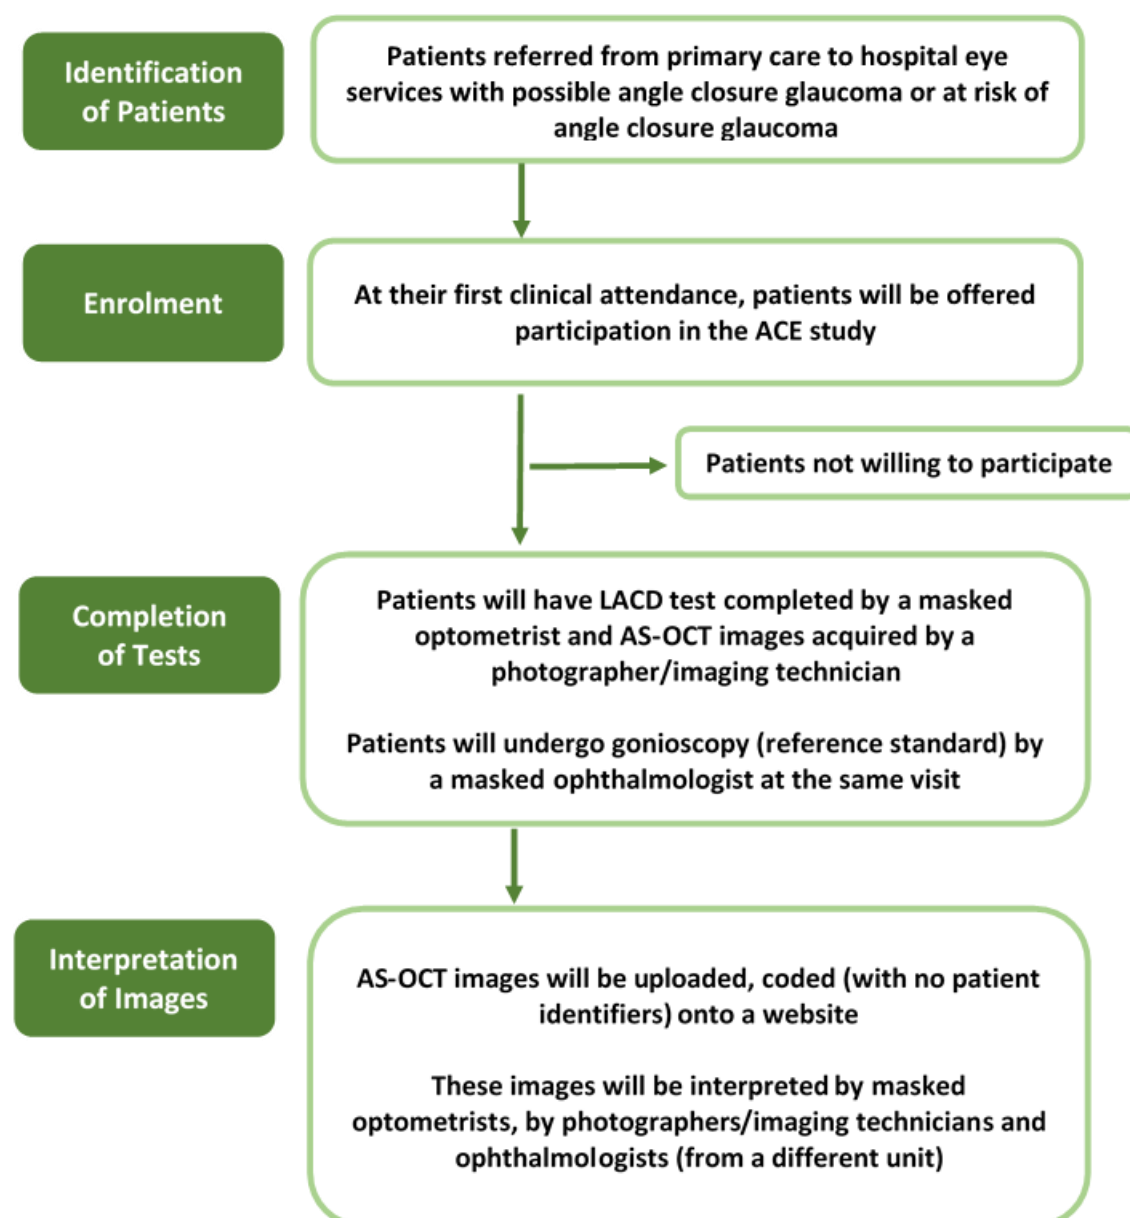 Identification
of Patients
Patients referred from primary care to hospital eye
services with possible angle closure glaucoma or at risk of
angle closure glaucoma
Enrolment
At their first clinical attendance, patients will be offered
participation in the ACE study
Patients not willing to participate
Completion
of Tests
Patients will have LACD test completed by a masked
optometrist and AS-OCT images acquired by a
photographer/imaging technician
Patients will undergo gonioscopy (reference standard) by
a masked ophthalmologist at the same visit
Interpretation
of Images
AS-OCT images will be uploaded, coded (with no patient
identifiers) onto a website
These images will be interpreted by masked
optometrists, by photographers/imaging technicians and
ophthalmologists (from a different unit)